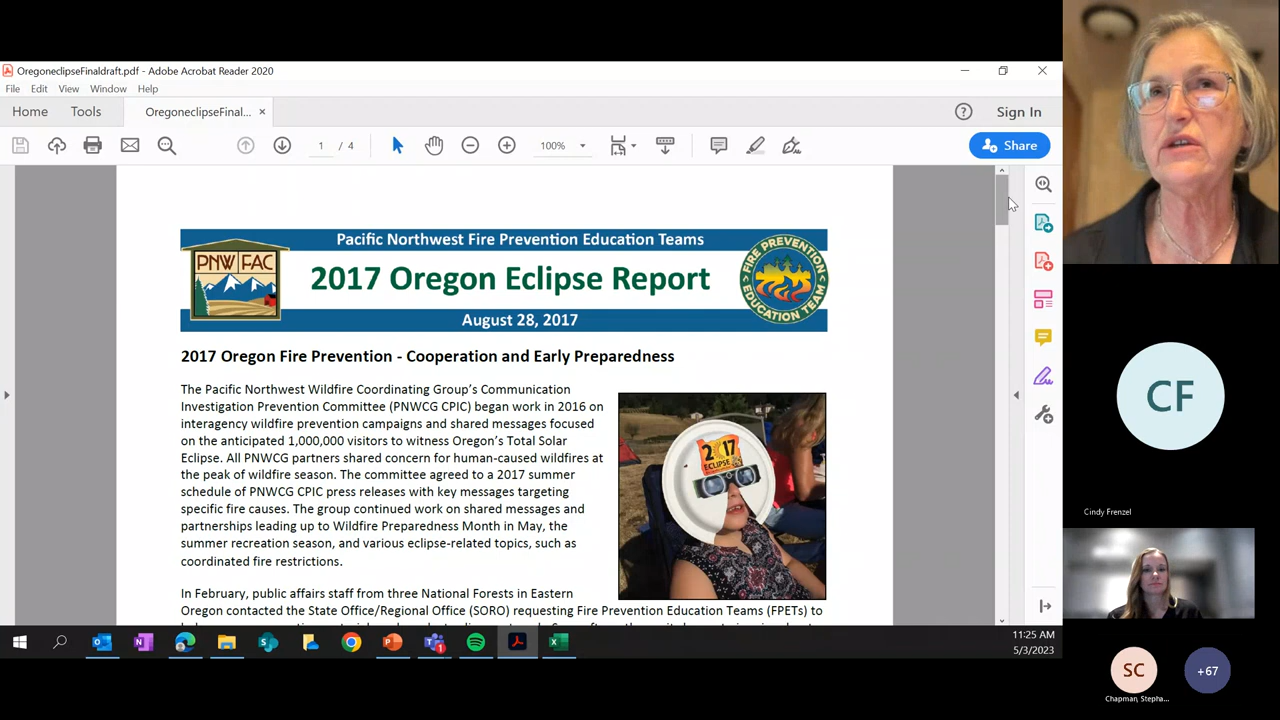 OregoneclipseFinaldraft.pdf - Adobe Acrobat Reader 2020
File Edit View Window Help
Home Tools OregoneclipseFinal... × Sign In
1 / 4 100% Share
Pacific Northwest Fire Prevention Education Teams
PNW FAC
2017 Oregon Eclipse Report
FIRE PREVENTION EDUCATION TEAM
August 28, 2017
2017 Oregon Fire Prevention - Cooperation and Early Preparedness
The Pacific Northwest Wildfire Coordinating Group’s Communication
Investigation Prevention Committee (PNWCG CPIC) began work in 2016 on
interagency wildfire prevention campaigns and shared messages focused
on the anticipated 1,000,000 visitors to witness Oregon’s Total Solar
Eclipse. All PNWCG partners shared concern for human-caused wildfires at
the peak of wildfire season. The committee agreed to a 2017 summer
schedule of PNWCG CPIC press releases with key messages targeting
specific fire causes. The group continued work on shared messages and
partnerships leading up to Wildfire Preparedness Month in May, the
summer recreation season, and various eclipse-related topics, such as
coordinated fire restrictions.
2017
ECLIPSE
In February, public affairs staff from three National Forests in Eastern
Oregon contacted the State Office/Regional Office (SORO) requesting Fire Prevention Education Teams (FPETs) to
11:25 AM
5/3/2023
CF
Cindy Frenzel
SC
+67
Chapman, Stepha...